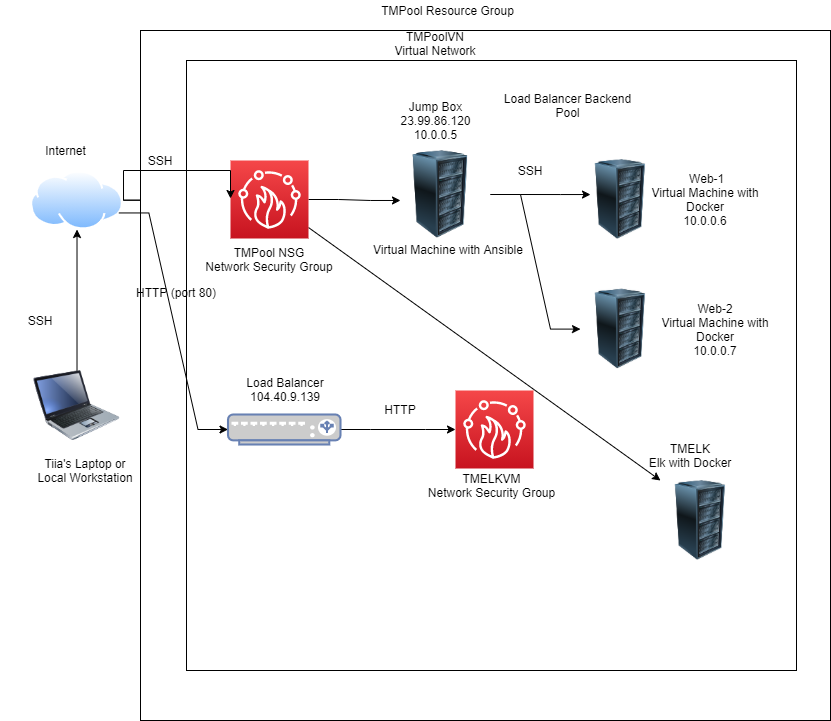 TMPool Resource Group
TMPoolVN
Virtual Network
Internet
SSH
Jump Box
23.99.86.120
10.0.0.5
Load Balancer Backend
Pool
SSH
Web-1
Virtual Machine with
Docker
10.0.0.6
TMPool NSG
Network Security Group
Virtual Machine with Ansible
HTTP (port 80)
Web-2
Virtual Machine with
Docker
10.0.0.7
SSH
Load Balancer
104.40.9.139
HTTP
Tiia's Laptop or
Local Workstation
TMELKVM
Network Security Group
TMELK
Elk with Docker